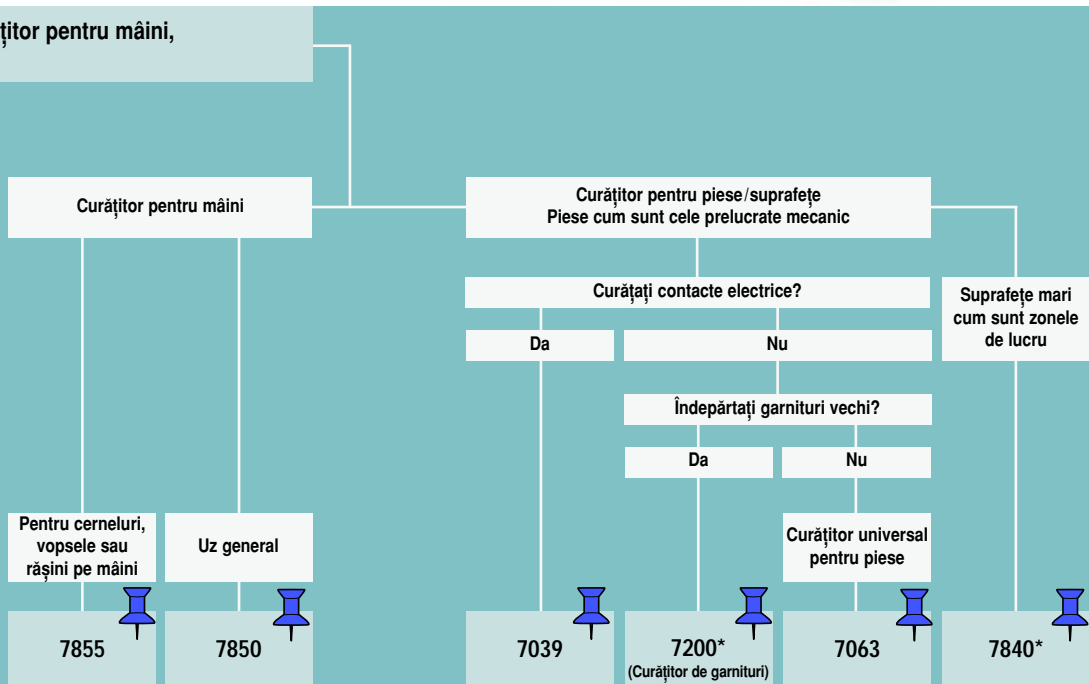 țitor pentru mâini,
Curățitor pentru mâini
Curățitor pentru piese/suprafețe
Piese cum sunt cele prelucrate mecanic
Curățați contacte electrice?
Suprafețe mari
cum sunt zonele
de lucru
Da
Nu
Îndepărtați garnituri vechi?
Da
Nu
Pentru cerneluri,
vopsele sau
rășini pe mâini
Uz general
Curățitor universal
pentru piese
7855
7850
7039
7200*
(Curățitor de garnituri)
7063
7840*